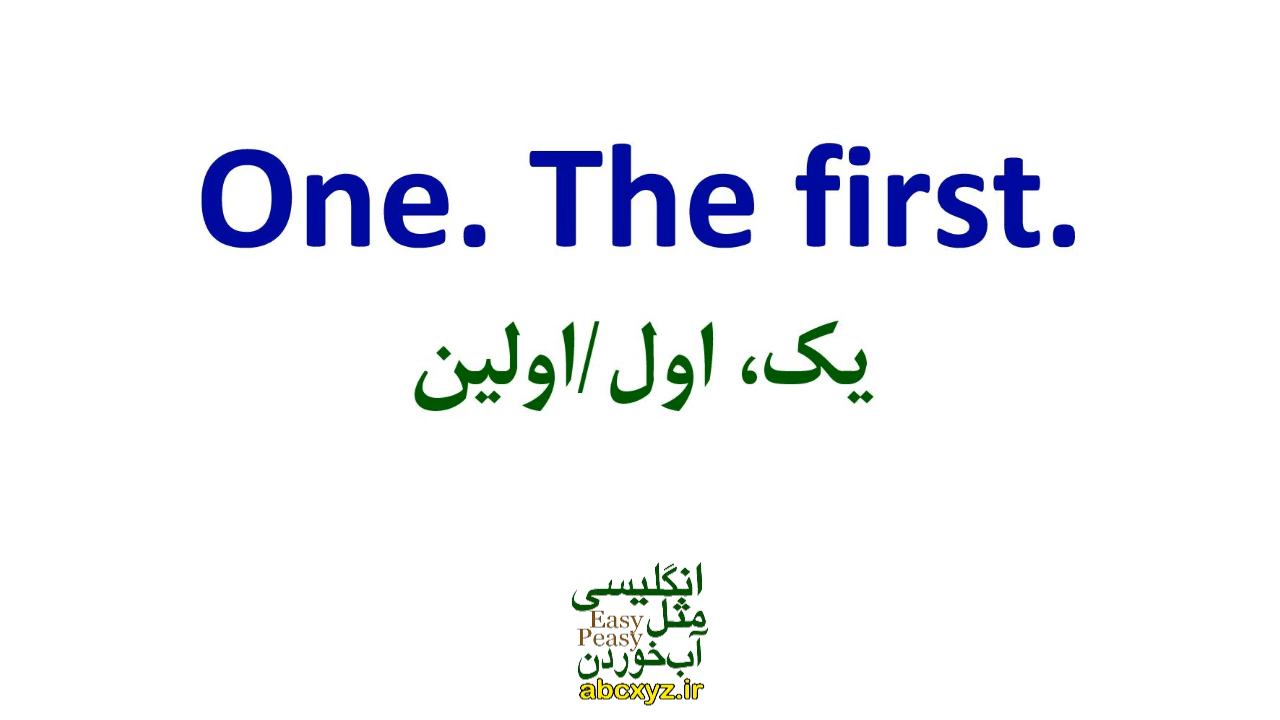 One. The first.
یک، اول/اولین
انگلیسی
مثل
Easy
Peasy
آب‌خوردن
abcxyz.ir